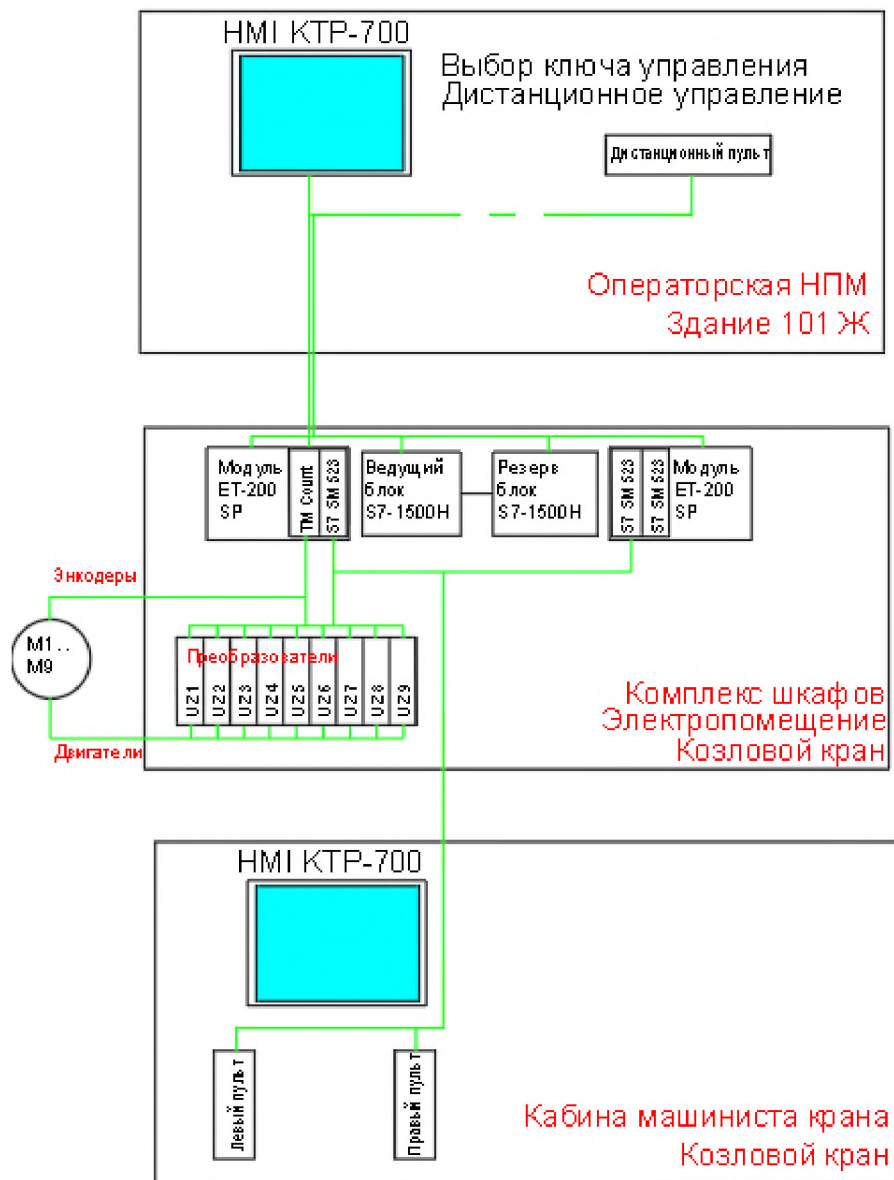 HMI KTP-700
Выбор ключа управления
Дистанционное управление
Дистанционный пульт
Операторская НПМ
Здание 101 Ж
Модуль
ET-200
SP
TM Count
S7 SM 523
Ведущий
блок
S7-1500H
Резерв
блок
S7-1500H
S7 SM 523
S7 SM 523
Модуль
ET-200
SP
Энкодеры
M1..
M9
Преобразователи
UZ1
UZ2
UZ3
UZ4
UZ5
UZ6
UZ7
UZ8
UZ9
Двигатели
Комплекс шкафов
Электропомещение
Козловой кран
HMI KTP-700
Левый пульт
Правый пульт
Кабина машиниста крана
Козловой кран